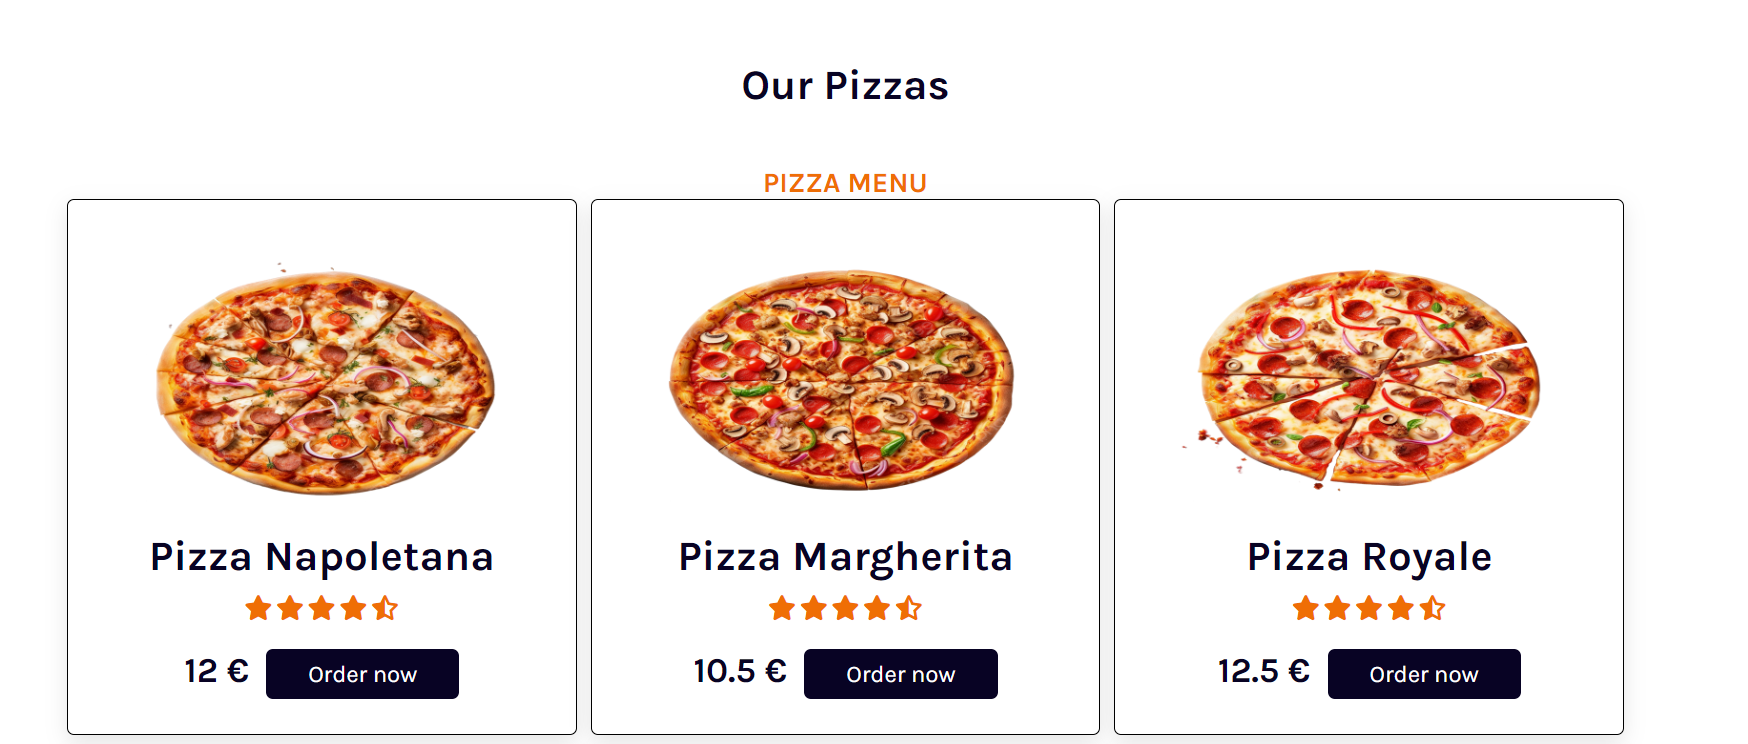 Our Pizzas
PIZZA MENU
Pizza Napoletana
12 € Order now
Pizza Margherita
10.5 € Order now
Pizza Royale
12.5 € Order now